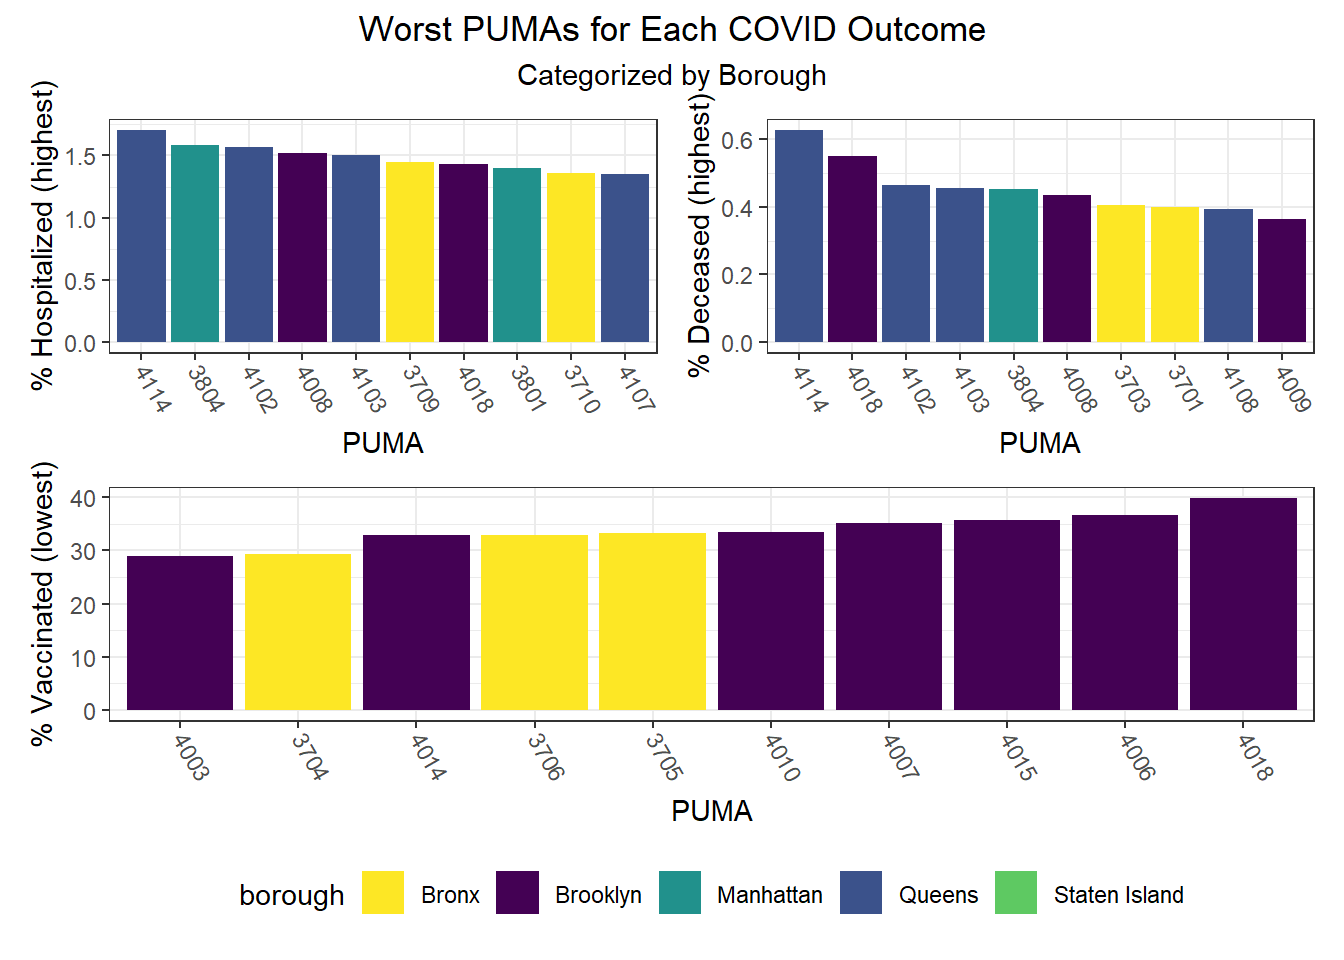 Worst PUMAs for Each COVID Outcome
Categorized by Borough
% Hospitalized (highest)
1.5
1.0
0.5
0.0
4114 3804 4102 4008 4103 3709 4018 3801 3710 4107
PUMA
% Deceased (highest)
0.6
0.4
0.2
0.0
4114 4018 4102 4103 3804 4008 3703 3701 4108 4009
PUMA
% Vaccinated (lowest)
40
30
20
10
0
4003 3704 4014 3706 3705 4010 4007 4015 4006 4018
PUMA
borough Bronx Brooklyn Manhattan Queens Staten Island